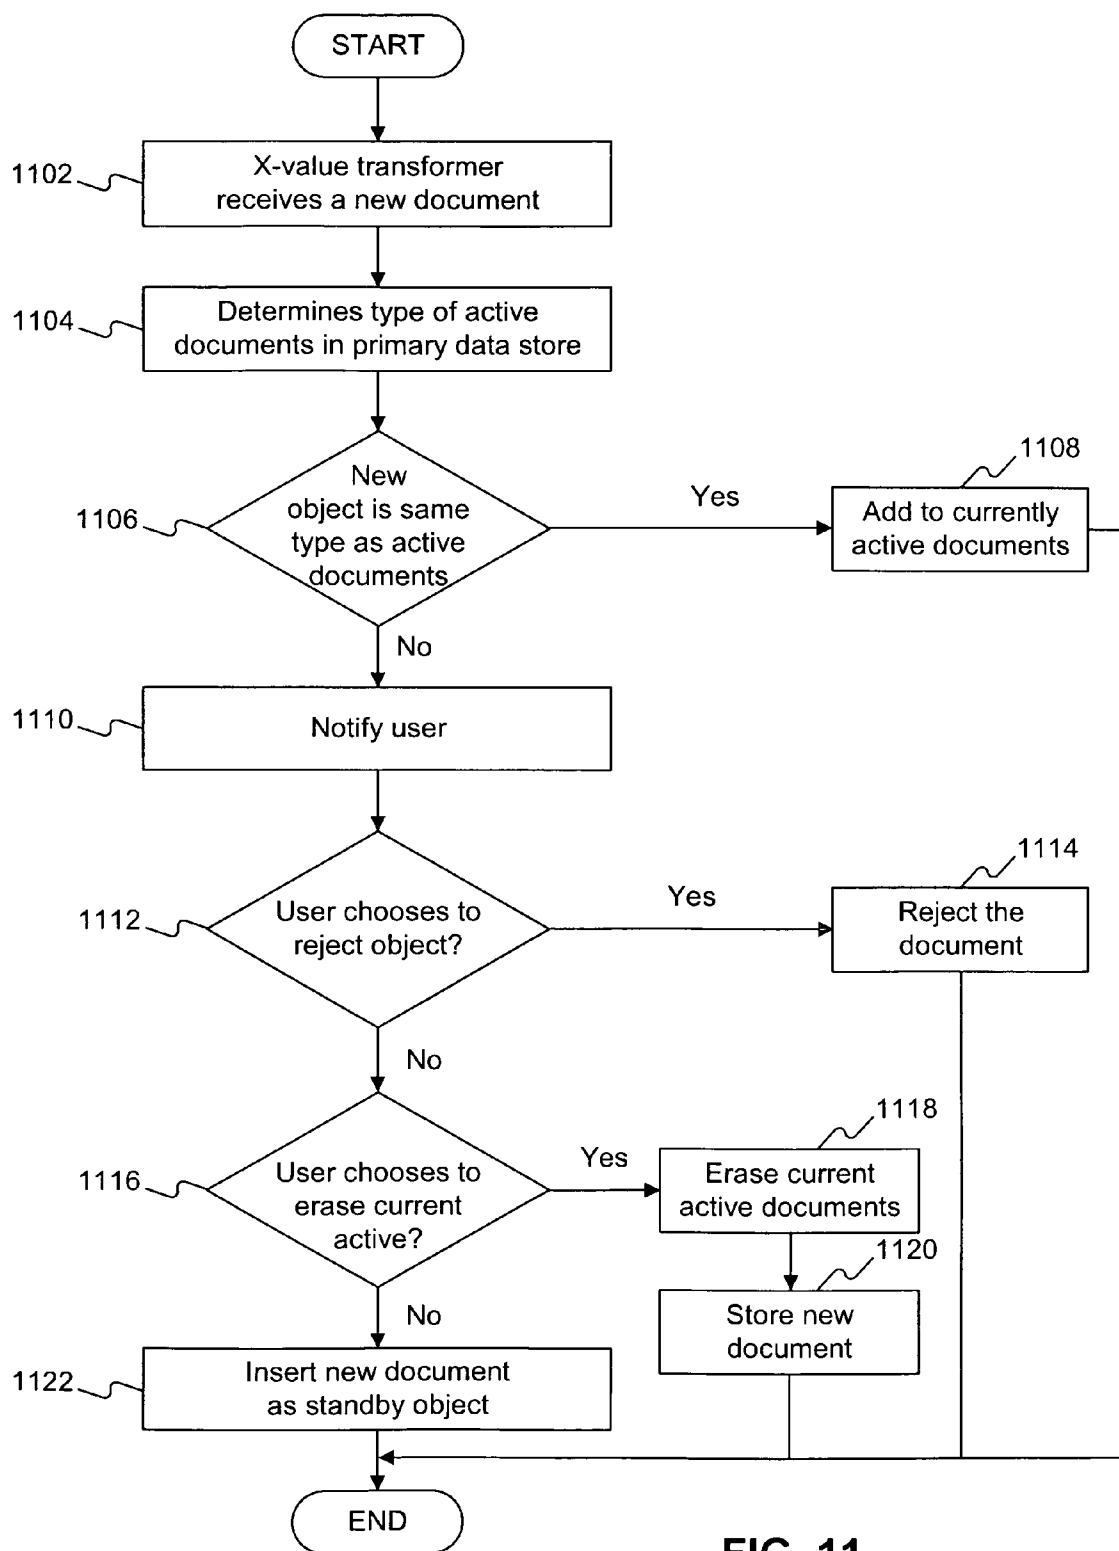 START
1102
X-value transformer
receives a new document
1104
Determines type of active
documents in primary data store
1106
New
object is same
type as active
documents
Yes
1108
Add to currently
active documents
No
1110
Notify user
1112
User chooses to
reject object?
Yes
1114
Reject the
document
No
1116
User chooses to
erase current
active?
Yes
1118
Erase current
active documents
1120
Store new
document
No
1122
Insert new document
as standby object
END
FIG. 11